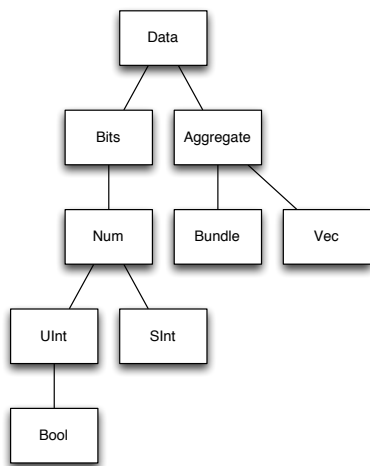 Data
Bits
Aggregate
Num
Bundle
Vec
UInt
SInt
Bool